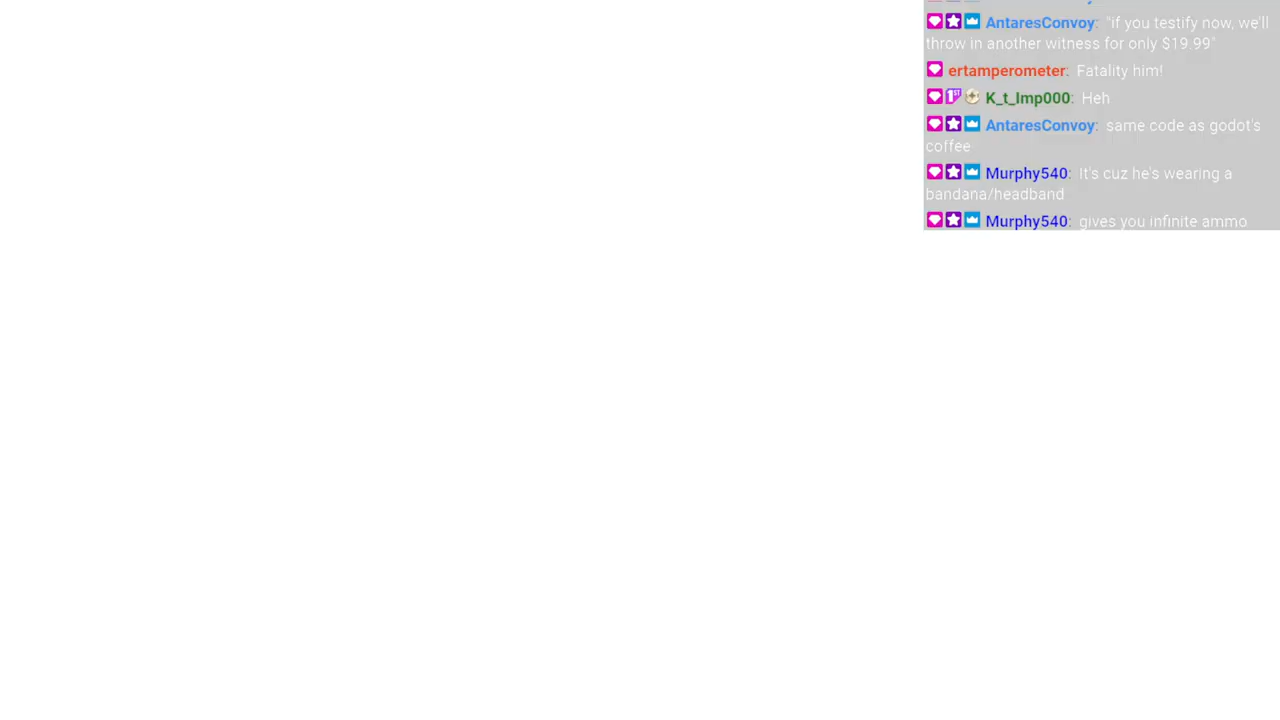 AntaresConvoy: "if you testify now, we'll
throw in another witness for only $19.99"
ertamperometer: Fatality him!
1ST K_t_Imp000: Heh
AntaresConvoy: same code as godot's
coffee
Murphy540: It's cuz he's wearing a
bandana/headband
Murphy540: gives you infinite ammo